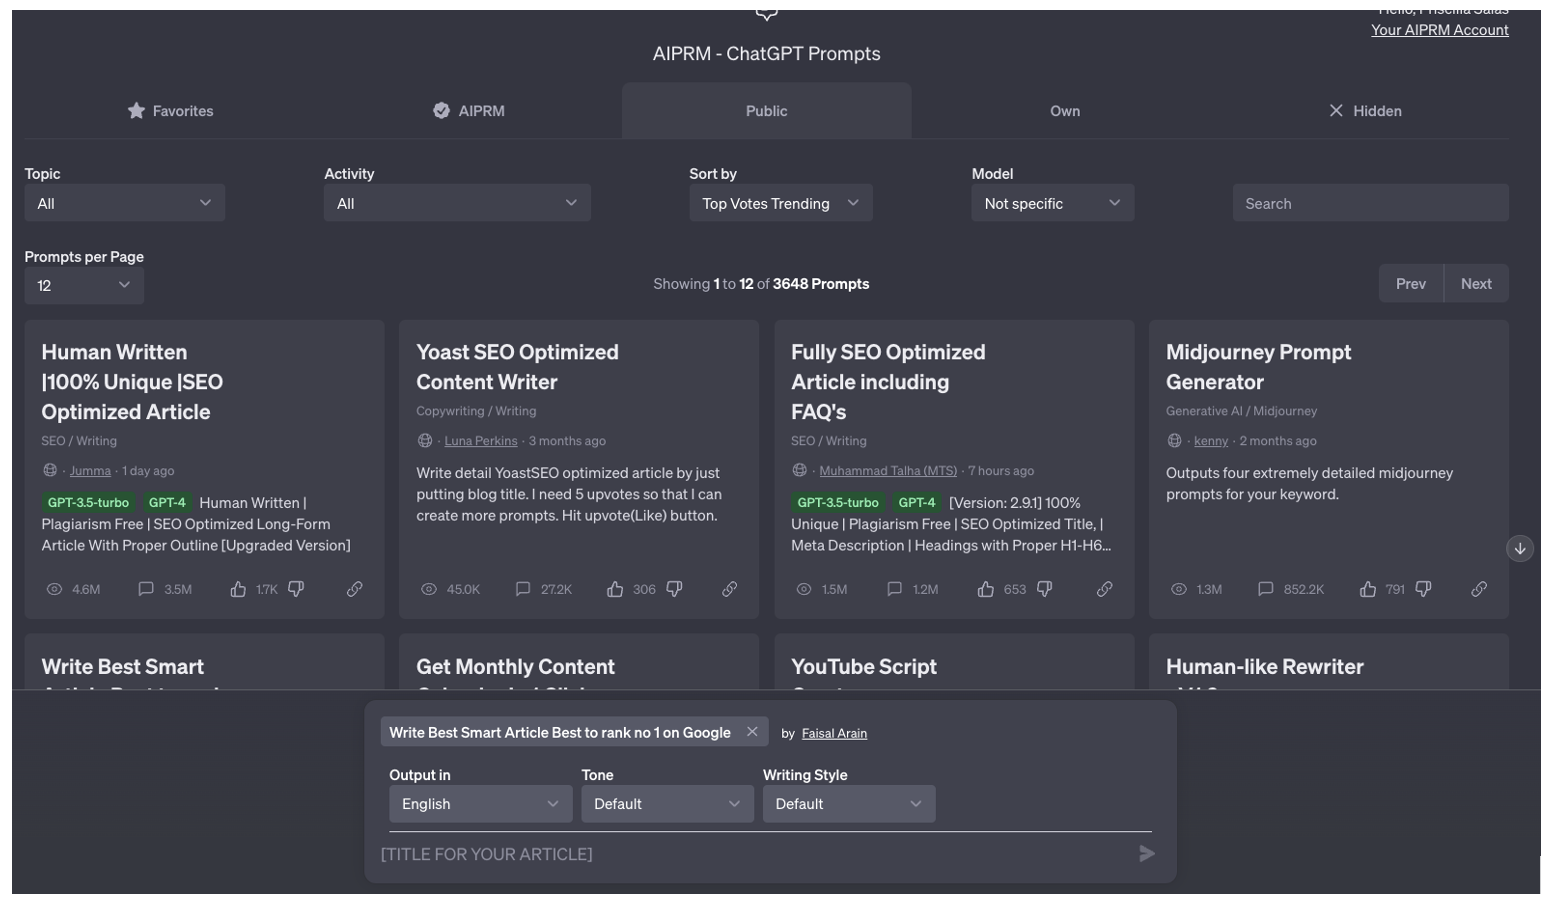 Hello, Priscilla Salas
Your AIPRM Account
AIPRM - ChatGPT Prompts
Favorites
AIPRM
Public
Own
Hidden
Topic
Activity
Sort by
Model
All
All
Top Votes Trending
Not specific
Search
Prompts per Page
12
Showing 1 to 12 of 3648 Prompts
Prev
Next
Human Written
|100% Unique |SEO
Optimized Article
SEO / Writing
· Jumma · 1 day ago
GPT-3.5-turbo GPT-4 Human Written |
Plagiarism Free | SEO Optimized Long-Form
Article With Proper Outline [Upgraded Version]
4.6M 3.5M 1.7K
Yoast SEO Optimized
Content Writer
Copywriting / Writing
· Luna Perkins · 3 months ago
Write detail YoastSEO optimized article by just
putting blog title. I need 5 upvotes so that I can
create more prompts. Hit upvote(Like) button.
45.0K 27.2K 306
Fully SEO Optimized
Article including
FAQ's
SEO / Writing
· Muhammad Talha (MTS) · 7 hours ago
GPT-3.5-turbo GPT-4 [Version: 2.9.1] 100%
Unique | Plagiarism Free | SEO Optimized Title, |
Meta Description | Headings with Proper H1-H6...
1.5M 1.2M 653
Midjourney Prompt
Generator
Generative AI / Midjourney
· kenny · 2 months ago
Outputs four extremely detailed midjourney
prompts for your keyword.
1.3M 852.2K 791
Write Best Smart
Get Monthly Content
YouTube Script
Human-like Rewriter
Write Best Smart Article Best to rank no 1 on Google
by Faisal Arain
Output in
Tone
Writing Style
English
Default
Default
[TITLE FOR YOUR ARTICLE]